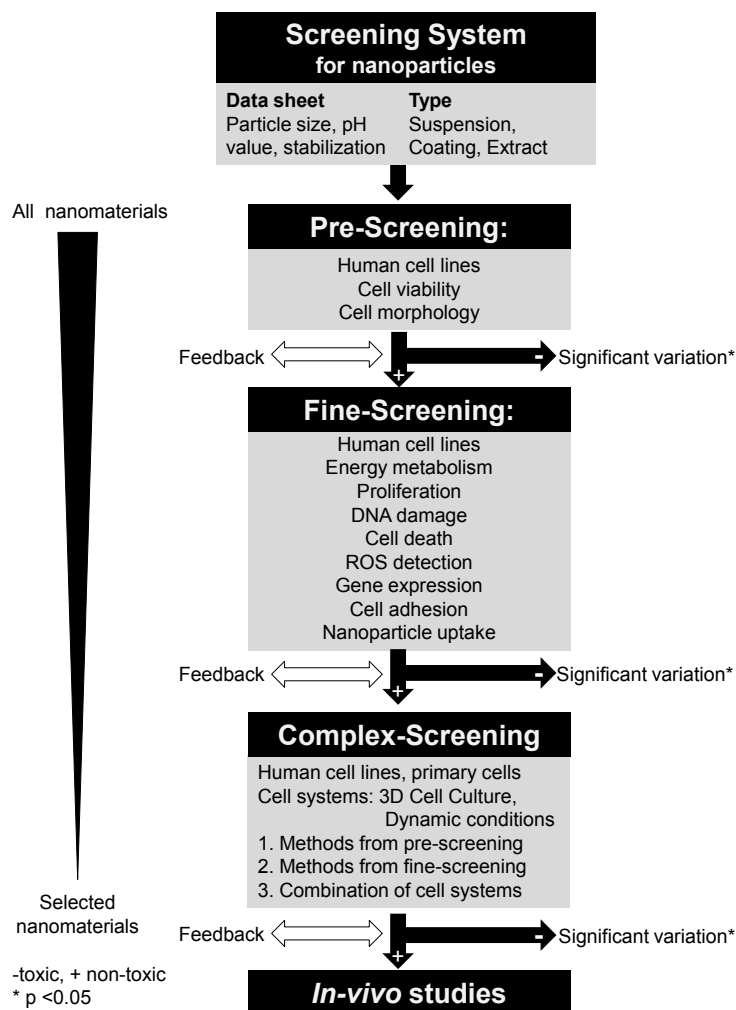 Screening System
for nanoparticles
Data sheet
Particle size, pH
value, stabilization
Type
Suspension,
Coating, Extract
All nanomaterials
Pre-Screening:
Human cell lines
Cell viability
Cell morphology
Feedback
-
Significant variation*
+
Fine-Screening:
Human cell lines
Energy metabolism
Proliferation
DNA damage
Cell death
ROS detection
Gene expression
Cell adhesion
Nanoparticle uptake
Feedback
-
Significant variation*
+
Complex-Screening
Human cell lines, primary cells
Cell systems: 3D Cell Culture,
Dynamic conditions
1. Methods from pre-screening
2. Methods from fine-screening
3. Combination of cell systems
Selected
nanomaterials
Feedback
-
Significant variation*
+
-toxic, + non-toxic
* p <0.05
In-vivo studies